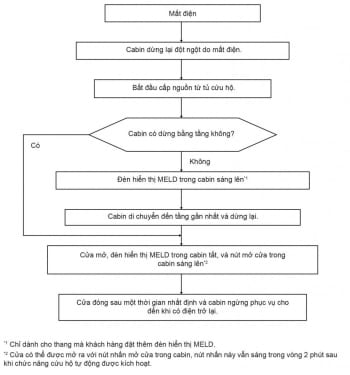 Mất điện
Cabin dừng lại đột ngột do mất điện.
Bắt đầu cấp nguồn từ tủ cứu hộ.
Cabin có dừng bằng tầng không?
Có
Không
Đèn hiển thị MELD trong cabin sáng lên*1
Cabin di chuyển đến tầng gần nhất và dừng lại.
Cửa mở, đèn hiển thị MELD trong cabin tắt, và nút mở cửa trong
cabin sáng lên*2
Cửa đóng sau một thời gian nhất định và cabin ngừng phục vụ cho
đến khi có điện trở lại.
*1 Chỉ dành cho thang mà khách hàng đặt thêm đèn hiển thị MELD.
*2 Cửa có thể được mở ra với nút nhấn mở cửa trong cabin, nút nhấn này vẫn sáng trong vòng 2 phút sau
khi chức năng cứu hộ tự động được kích hoạt.